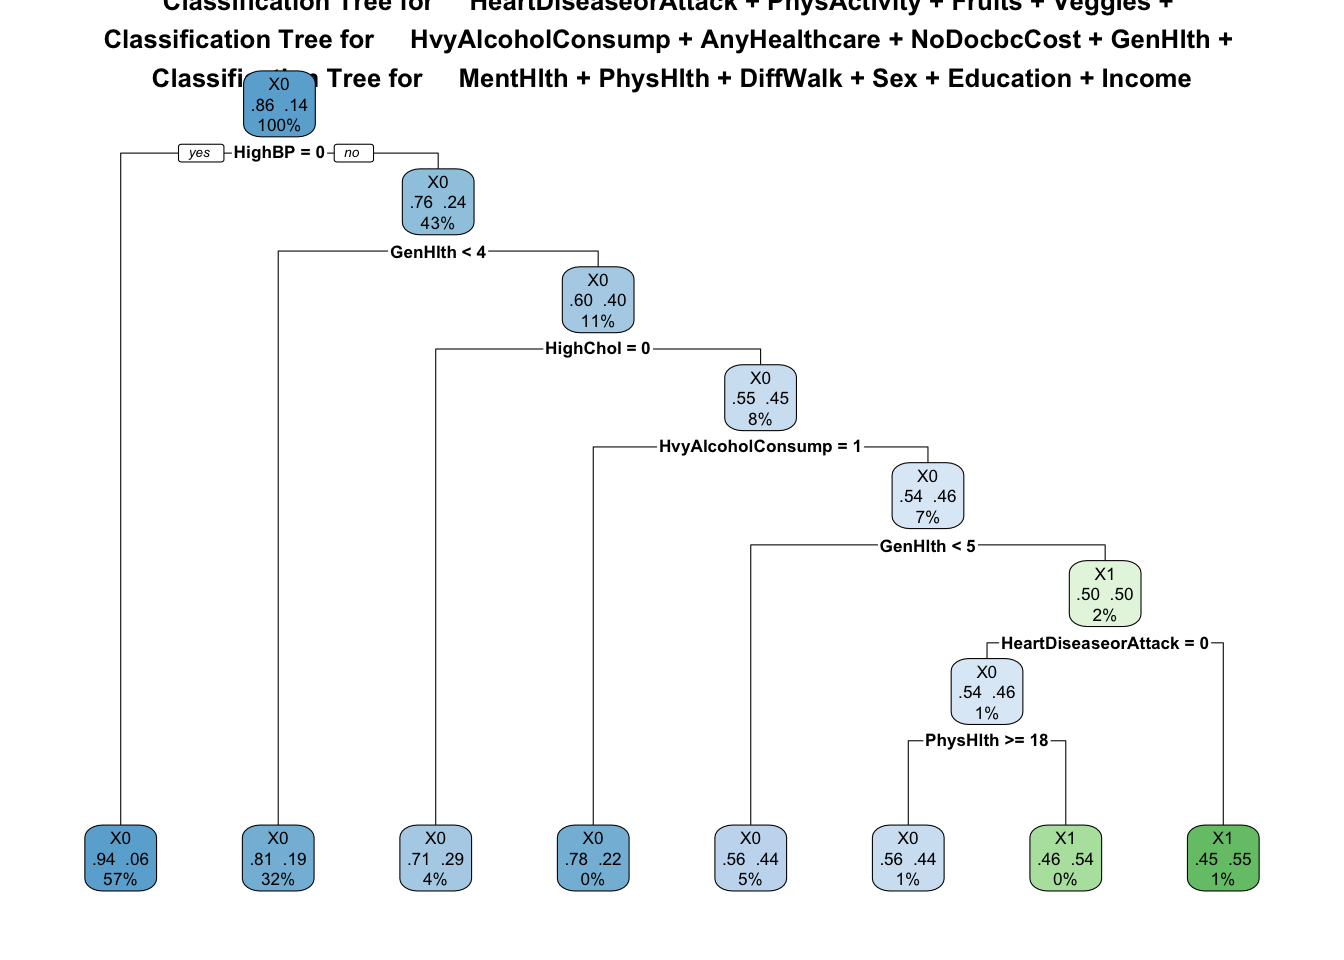 Classification Tree for HeartDiseaseorAttack + PhysActivity + Fruits + Veggies +
Classification Tree for HvyAlcoholConsump + AnyHealthcare + NoDocbcCost + GenHlth +
Classification Tree for MentHlth + PhysHlth + DiffWalk + Sex + Education + Income
X0
.86 .14
100%
yes HighBP = 0 no
X0
.76 .24
43%
GenHlth < 4
X0
.60 .40
11%
HighChol = 0
X0
.55 .45
8%
HvyAlcoholConsump = 1
X0
.54 .46
7%
GenHlth < 5
X1
.50 .50
2%
HeartDiseaseorAttack = 0
X0
.54 .46
1%
PhysHlth >= 18
X0
.94 .06
57%
X0
.81 .19
32%
X0
.71 .29
4%
X0
.78 .22
0%
X0
.56 .44
5%
X0
.56 .44
1%
X1
.46 .54
0%
X1
.45 .55
1%